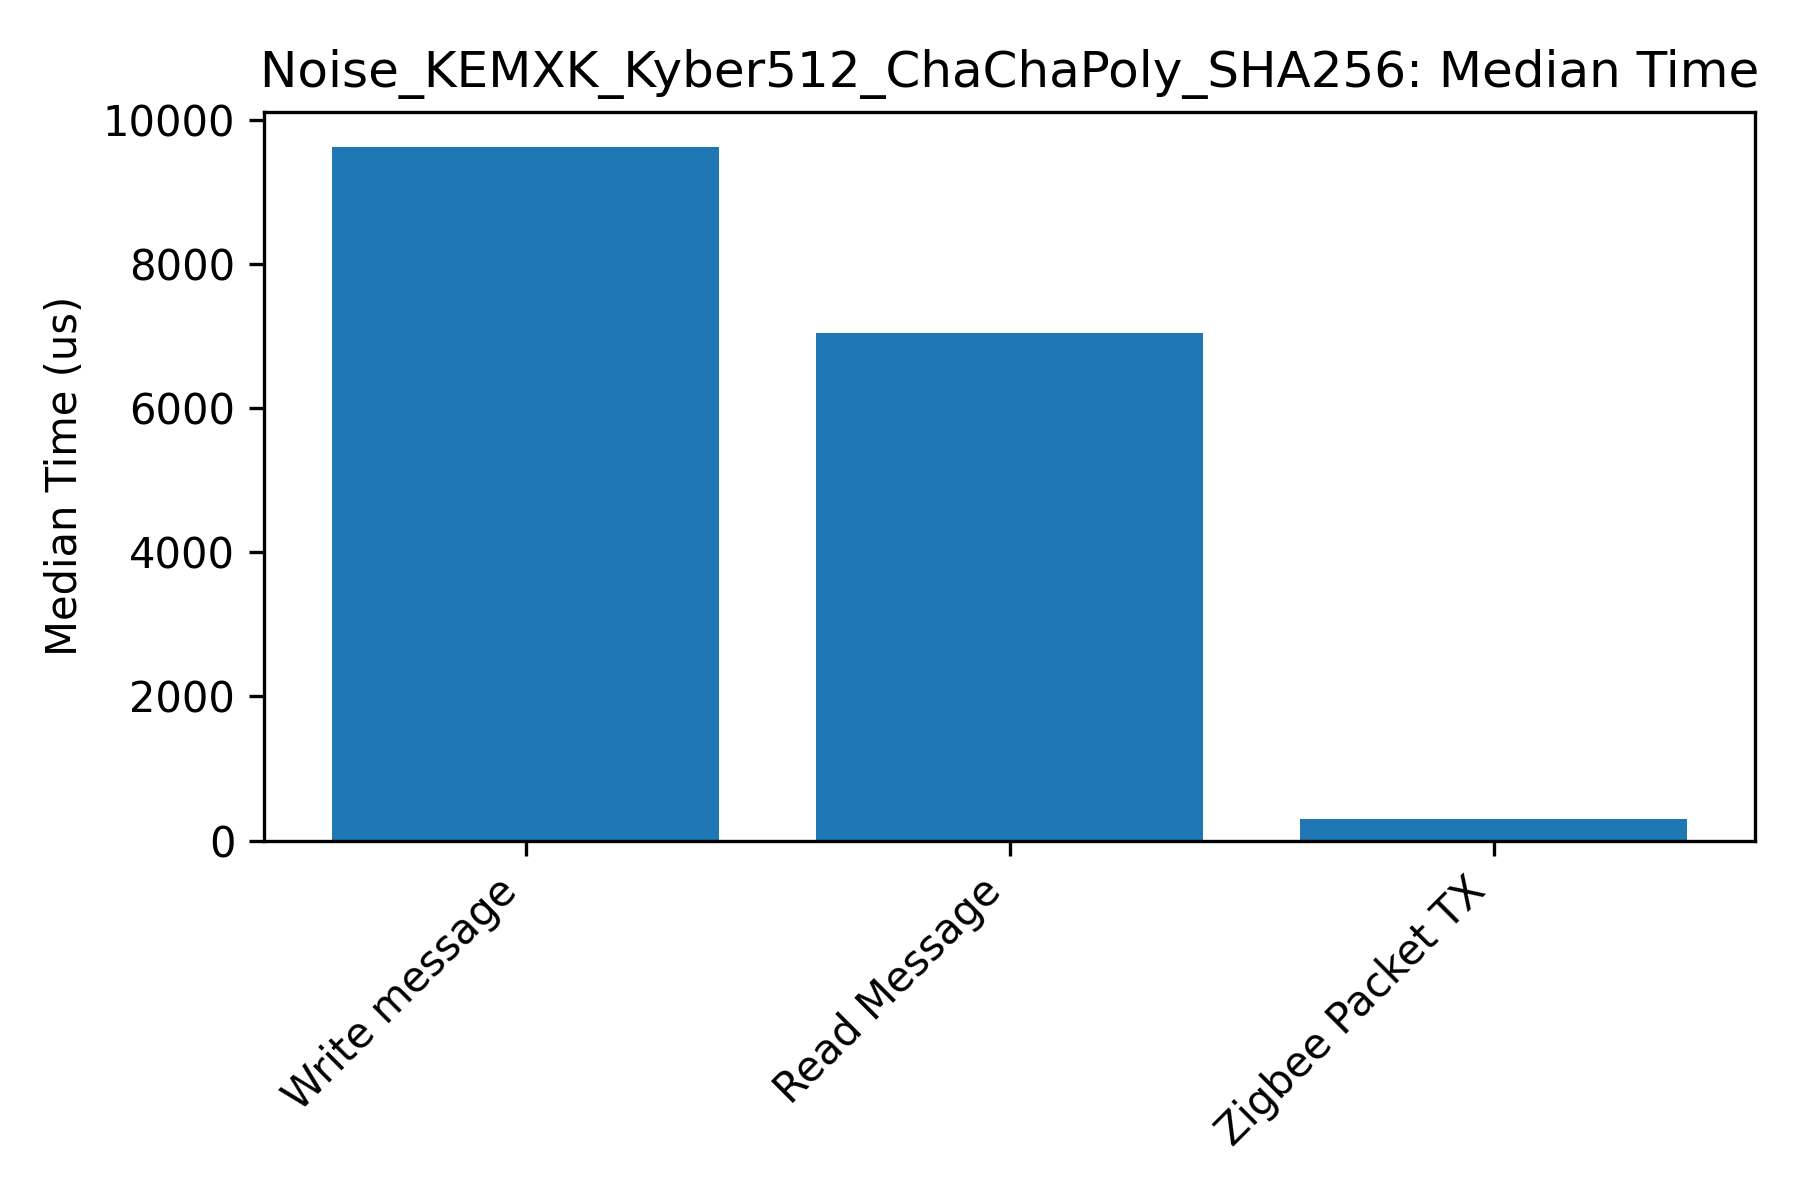 Noise_KEMXK_Kyber512_ChaChaPoly_SHA256: Median Time
Median Time (us)
10000
8000
6000
4000
2000
0
Write message
Read Message
Zigbee Packet TX